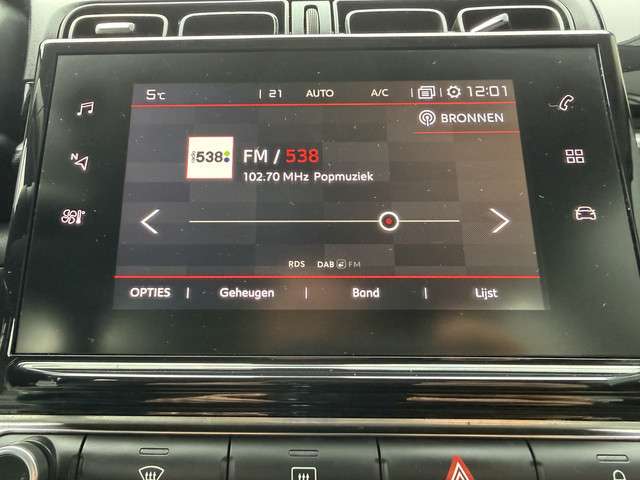 5°C | 21 AUTO A/C 12:01
BRONNEN
538
FM / 538
102.70 MHz Popmuziek
RDS DAB FM
OPTIES | Geheugen | Band | Lijst
N